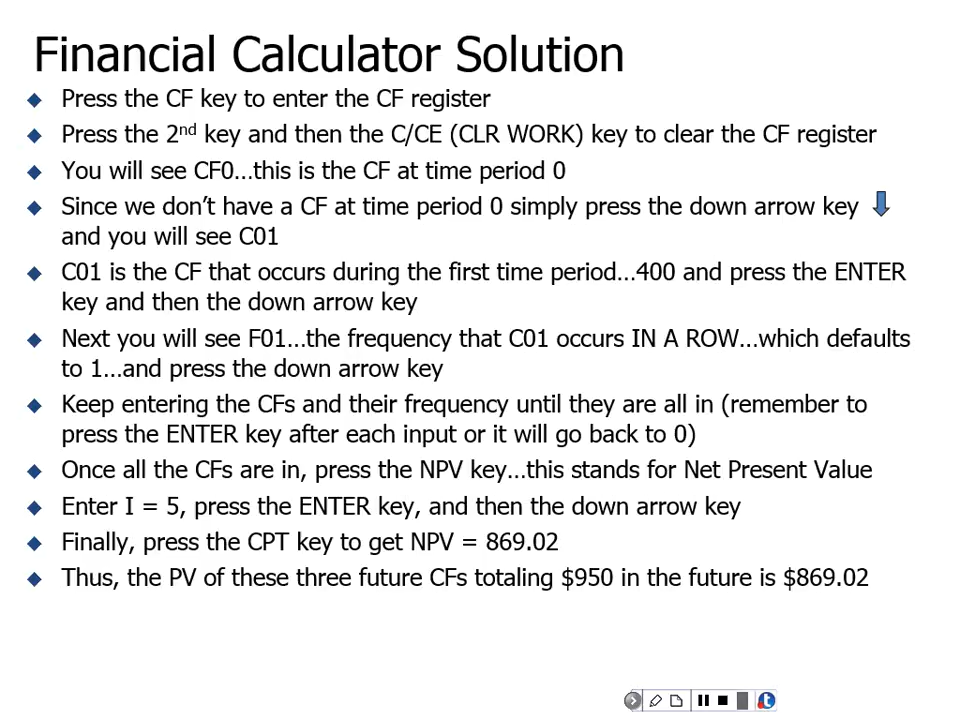 Financial Calculator Solution
Press the CF key to enter the CF register
Press the 2nd key and then the C/CE (CLR WORK) key to clear the CF register
You will see CF0…this is the CF at time period 0
Since we don’t have a CF at time period 0 simply press the down arrow key
and you will see C01
C01 is the CF that occurs during the first time period…400 and press the ENTER
key and then the down arrow key
Next you will see F01…the frequency that C01 occurs IN A ROW…which defaults
to 1…and press the down arrow key
Keep entering the CFs and their frequency until they are all in (remember to
press the ENTER key after each input or it will go back to 0)
Once all the CFs are in, press the NPV key…this stands for Net Present Value
Enter I = 5, press the ENTER key, and then the down arrow key
Finally, press the CPT key to get NPV = 869.02
Thus, the PV of these three future CFs totaling $950 in the future is $869.02
t